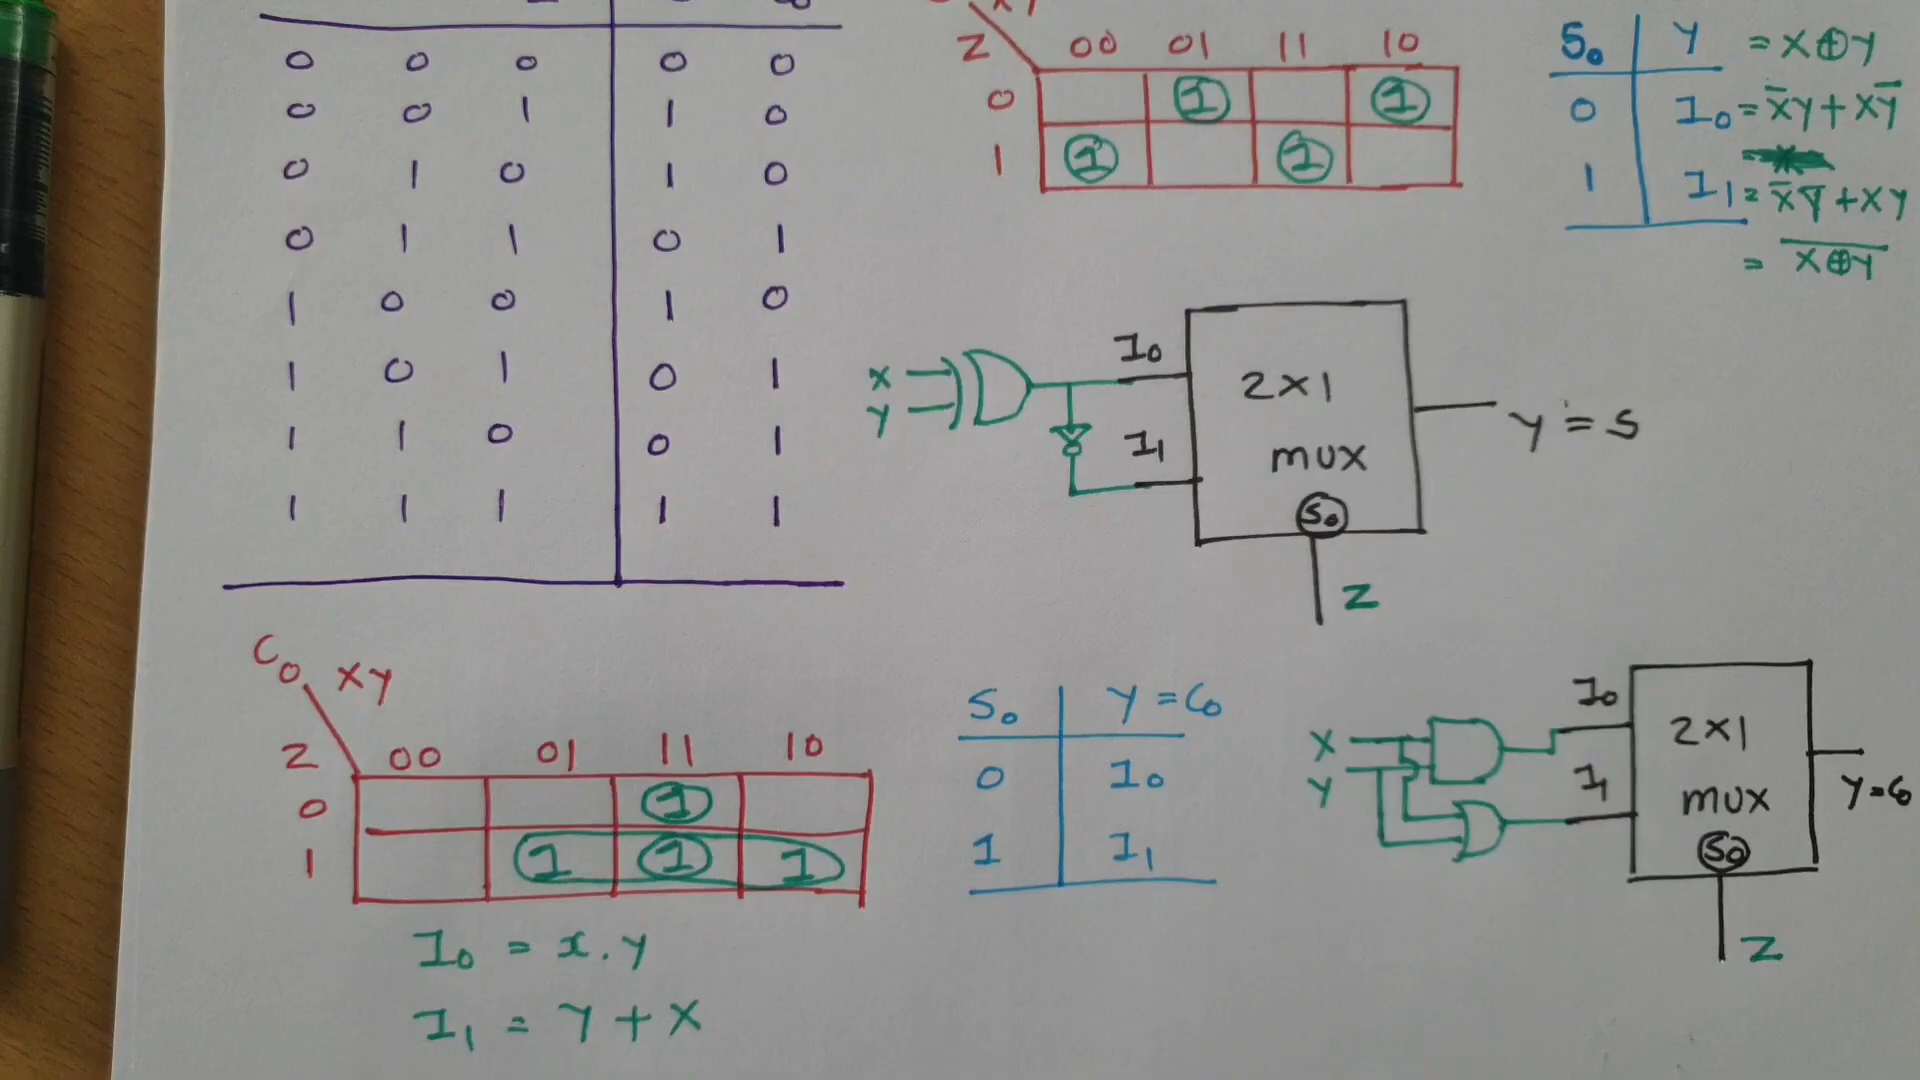 0 0 0 0 0
0 0 1 1 0
0 1 0 1 0
0 1 1 0 1
1 0 0 1 0
1 0 1 0 1
1 1 0 0 1
1 1 1 1 1
XY
Z 00 01 11 10
0 1 1
1 1 1
S₀ Y = X⊕Y
0 I₀ = X̄Y + XȲ
1 I₁ = X̄Ȳ + XY
= \overline{X⊕Y}
X
Y
I₀
I₁
2X1
MUX
S₀
Z
Y = S
C₀ XY
Z 00 01 11 10
0 1
1 1 1 1
I₀ = x.y
I₁ = Y + X
S₀ Y = C₀
0 I₀
1 I₁
X
Y
I₀
I₁
2X1
MUX
S₀
Z
Y=C₀